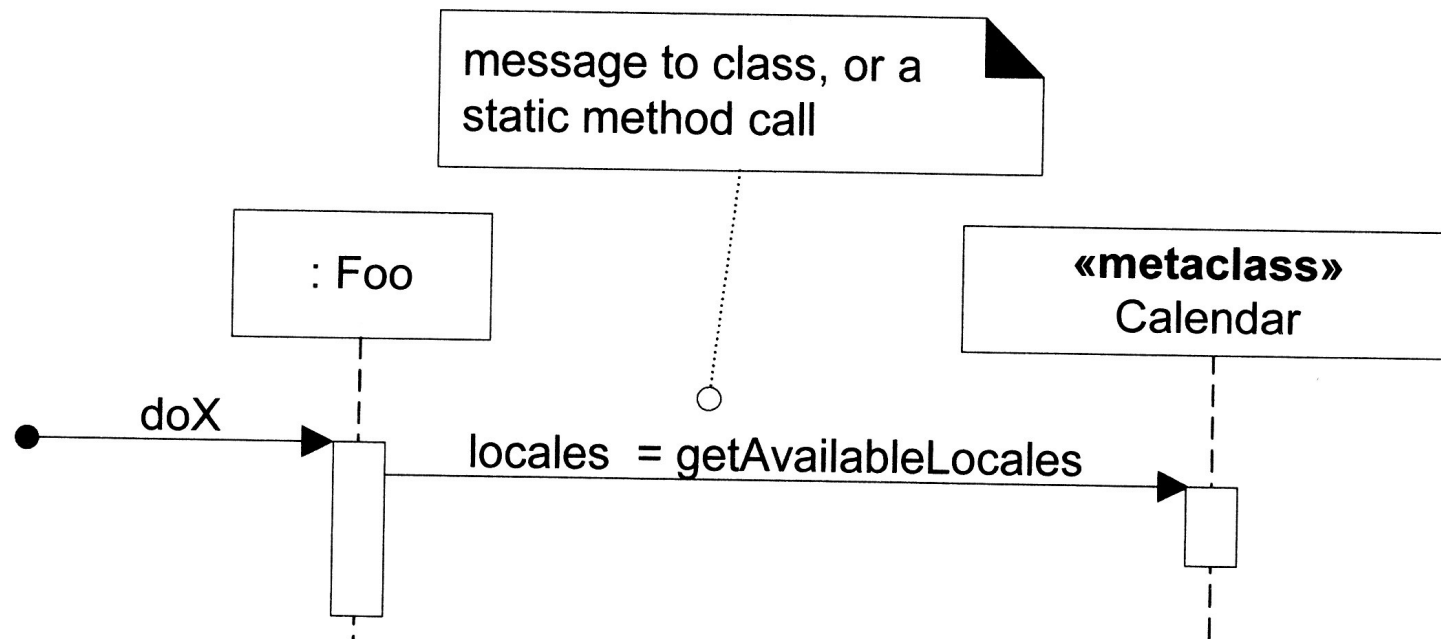 message to class, or a
static method call
: Foo
«metaclass»
Calendar
doX
locales = getAvailableLocales